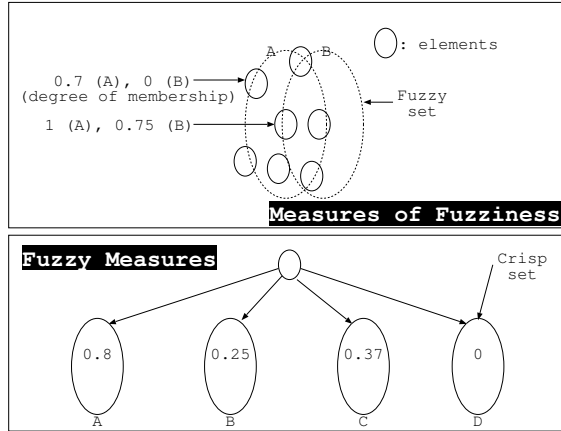 A B
: elements
0.7 (A), 0 (B)
(degree of membership)
Fuzzy
set
1 (A), 0.75 (B)
Measures of Fuzziness
Fuzzy Measures
Crisp
set
0.8 0.25 0.37 0
A B C D